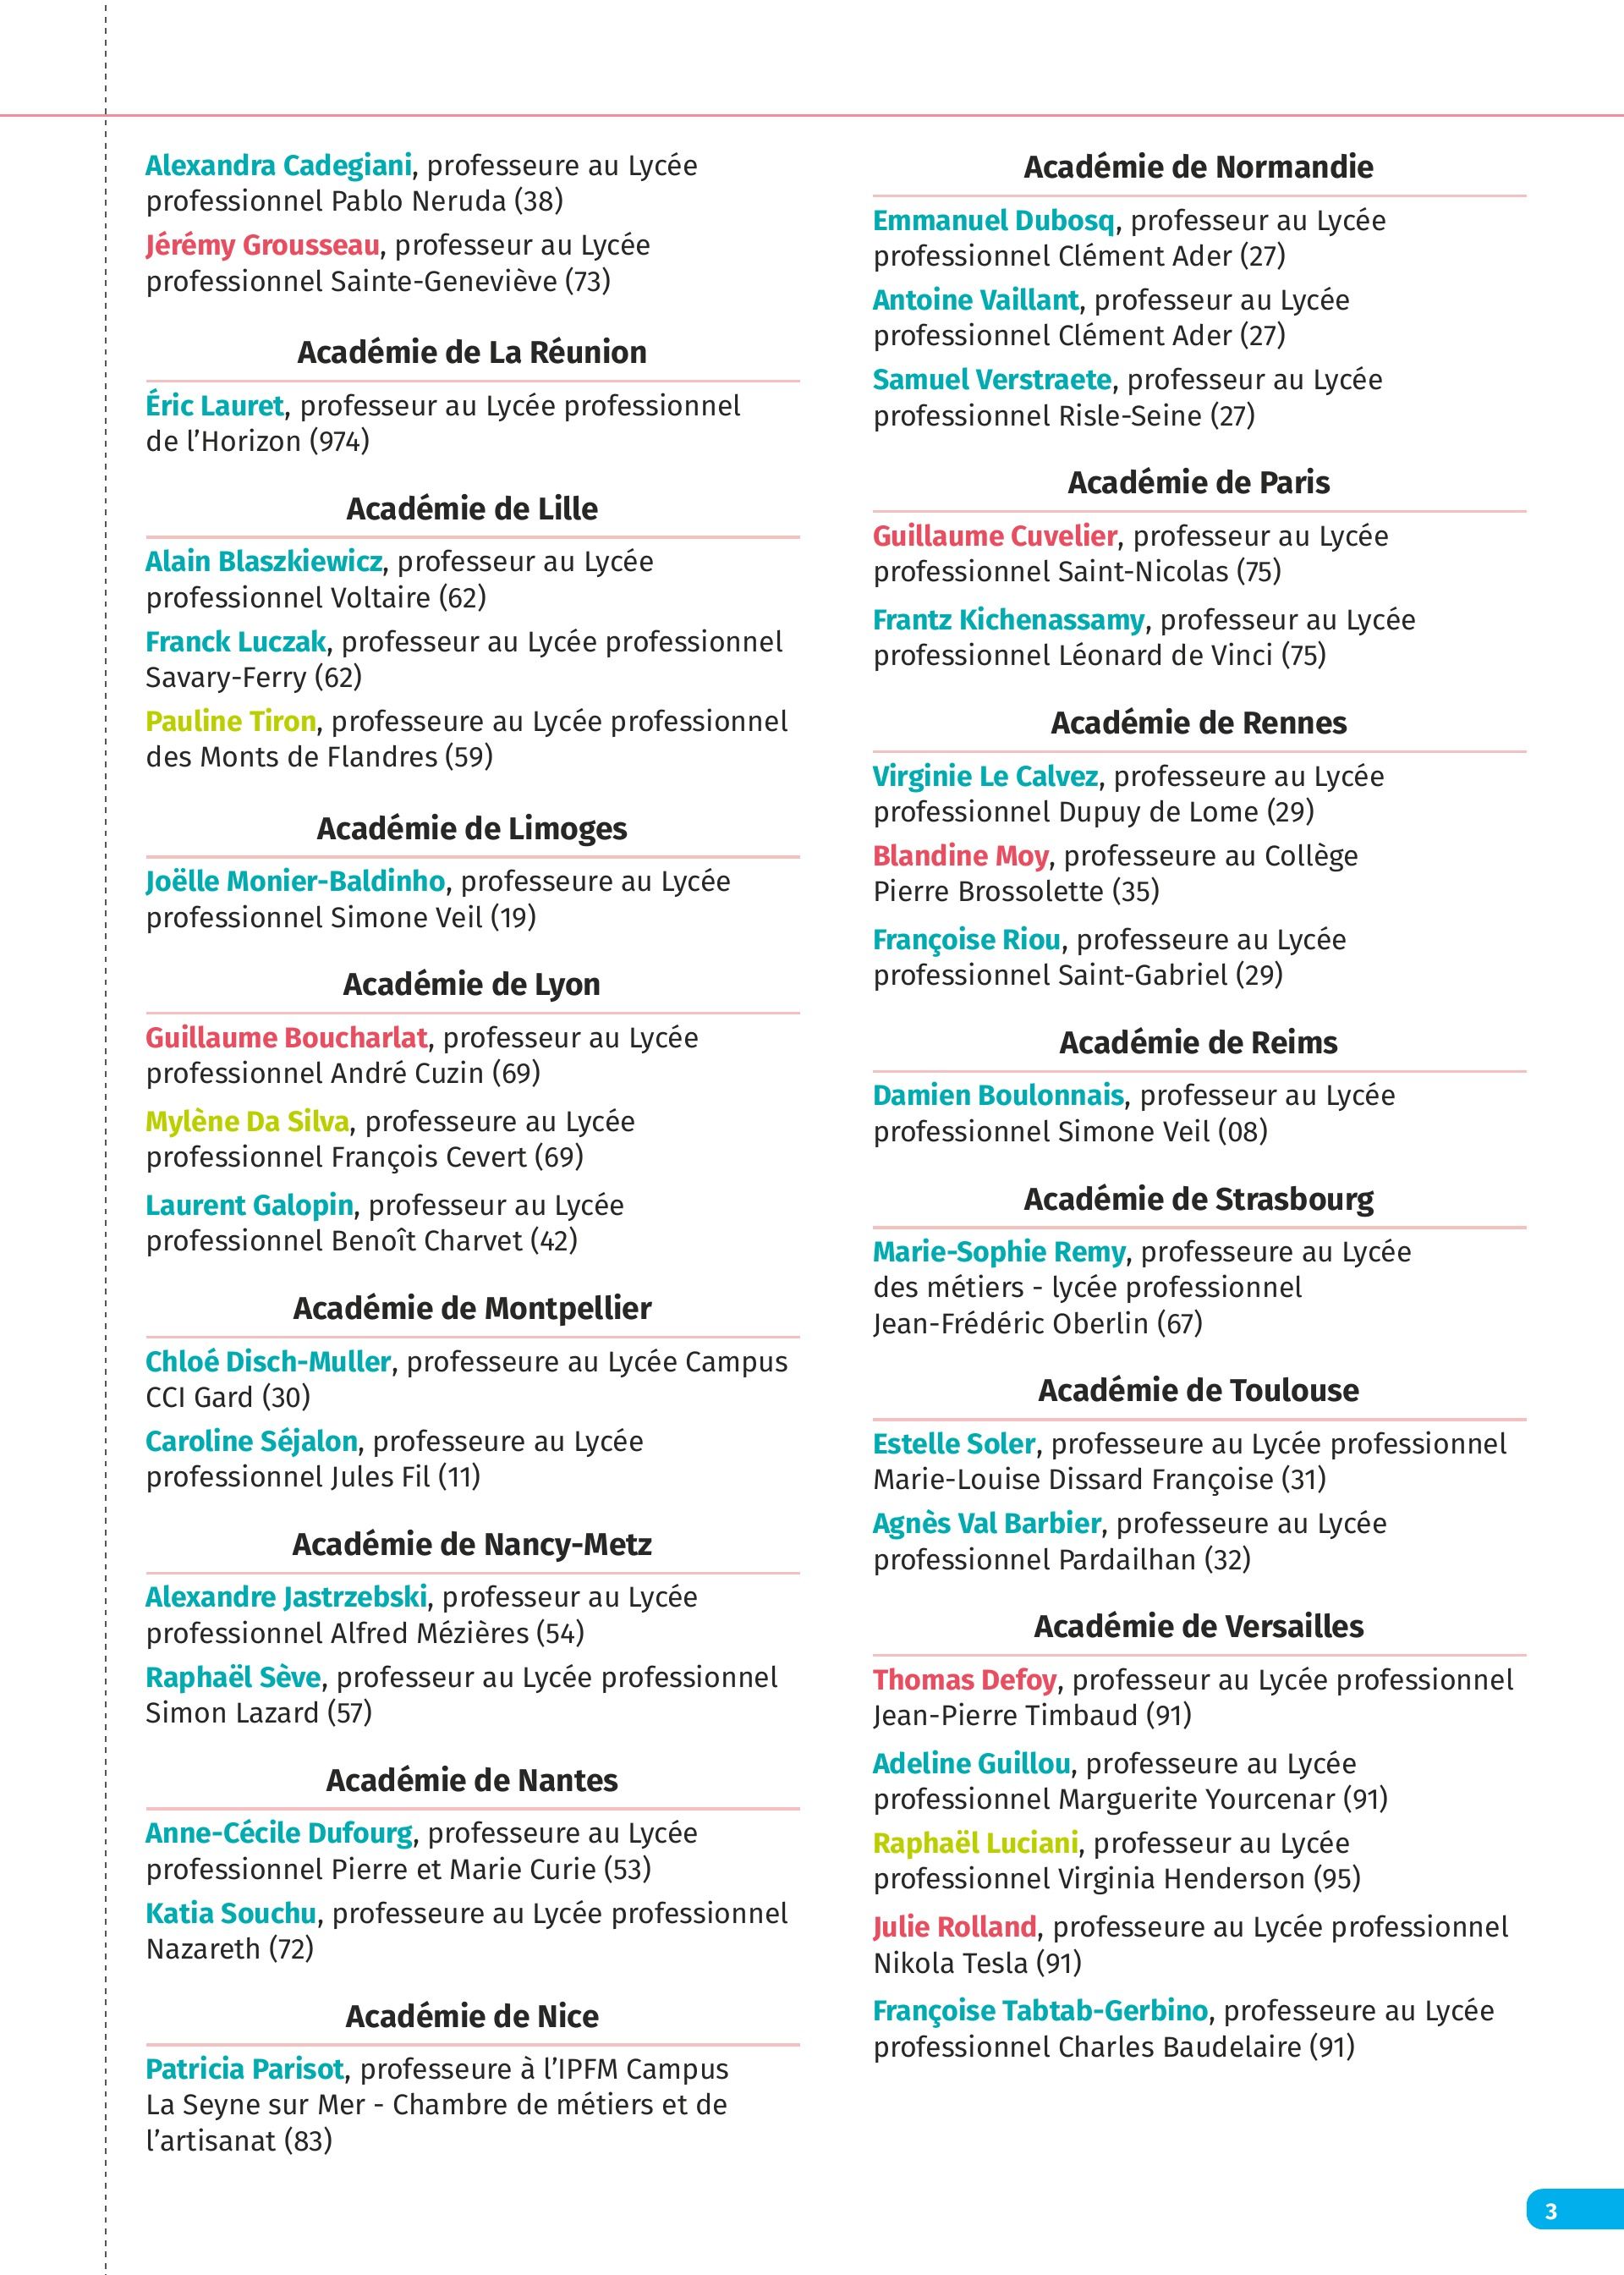 Alexandra Cadegiani, professeure au Lycée
professionnel Pablo Neruda (38)
Jérémy Grousseau, professeur au Lycée
professionnel Sainte-Geneviève (73)
Académie de La Réunion
Éric Lauret, professeur au Lycée professionnel
de l’Horizon (974)
Académie de Lille
Alain Blaszkiewicz, professeur au Lycée
professionnel Voltaire (62)
Franck Luczak, professeur au Lycée professionnel
Savary-Ferry (62)
Pauline Tiron, professeure au Lycée professionnel
des Monts de Flandres (59)
Académie de Limoges
Joëlle Monier-Baldinho, professeure au Lycée
professionnel Simone Veil (19)
Académie de Lyon
Guillaume Boucharlat, professeur au Lycée
professionnel André Cuzin (69)
Mylène Da Silva, professeure au Lycée
professionnel François Cevert (69)
Laurent Galopin, professeur au Lycée
professionnel Benoît Charvet (42)
Académie de Montpellier
Chloé Disch-Muller, professeure au Lycée Campus
CCI Gard (30)
Caroline Séjalon, professeure au Lycée
professionnel Jules Fil (11)
Académie de Nancy-Metz
Alexandre Jastrzebski, professeur au Lycée
professionnel Alfred Mézières (54)
Raphaël Sève, professeur au Lycée professionnel
Simon Lazard (57)
Académie de Nantes
Anne-Cécile Dufourg, professeure au Lycée
professionnel Pierre et Marie Curie (53)
Katia Souchu, professeure au Lycée professionnel
Nazareth (72)
Académie de Nice
Patricia Parisot, professeure à l’IPFM Campus
La Seyne sur Mer - Chambre de métiers et de
l’artisanat (83)
Académie de Normandie
Emmanuel Dubosq, professeur au Lycée
professionnel Clément Ader (27)
Antoine Vaillant, professeur au Lycée
professionnel Clément Ader (27)
Samuel Verstraete, professeur au Lycée
professionnel Risle-Seine (27)
Académie de Paris
Guillaume Cuvelier, professeur au Lycée
professionnel Saint-Nicolas (75)
Frantz Kichenassamy, professeur au Lycée
professionnel Léonard de Vinci (75)
Académie de Rennes
Virginie Le Calvez, professeure au Lycée
professionnel Dupuy de Lome (29)
Blandine Moy, professeure au Collège
Pierre Brossolette (35)
Françoise Riou, professeure au Lycée
professionnel Saint-Gabriel (29)
Académie de Reims
Damien Boulonnais, professeur au Lycée
professionnel Simone Veil (08)
Académie de Strasbourg
Marie-Sophie Remy, professeure au Lycée
des métiers - lycée professionnel
Jean-Frédéric Oberlin (67)
Académie de Toulouse
Estelle Soler, professeure au Lycée professionnel
Marie-Louise Dissard Françoise (31)
Agnès Val Barbier, professeure au Lycée
professionnel Pardailhan (32)
Académie de Versailles
Thomas Defoy, professeur au Lycée professionnel
Jean-Pierre Timbaud (91)
Adeline Guillou, professeure au Lycée
professionnel Marguerite Yourcenar (91)
Raphaël Luciani, professeur au Lycée
professionnel Virginia Henderson (95)
Julie Rolland, professeure au Lycée professionnel
Nikola Tesla (91)
Françoise Tabtab-Gerbino, professeure au Lycée
professionnel Charles Baudelaire (91)
3